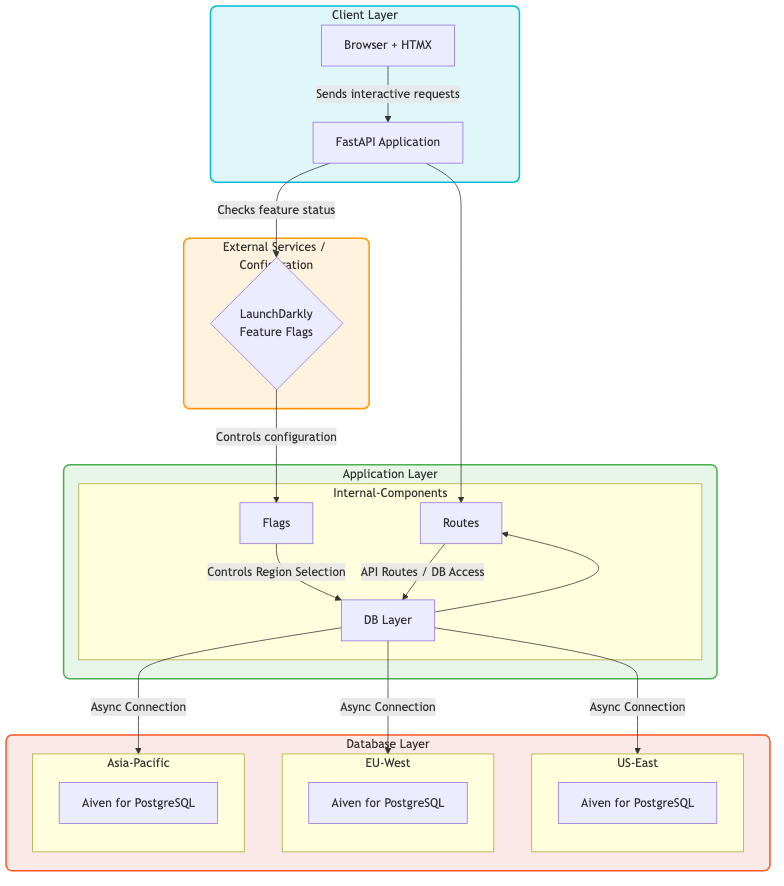 Client Layer
Browser + HTMX
Sends interactive requests
FastAPI Application
Checks feature status
External Services /
Configuration
LaunchDarkly
Feature Flags
Controls configuration
Application Layer
Internal-Components
Flags
Routes
Controls Region Selection
API Routes / DB Access
DB Layer
Async Connection
Async Connection
Async Connection
Database Layer
Asia-Pacific
EU-West
US-East
Aiven for PostgreSQL
Aiven for PostgreSQL
Aiven for PostgreSQL